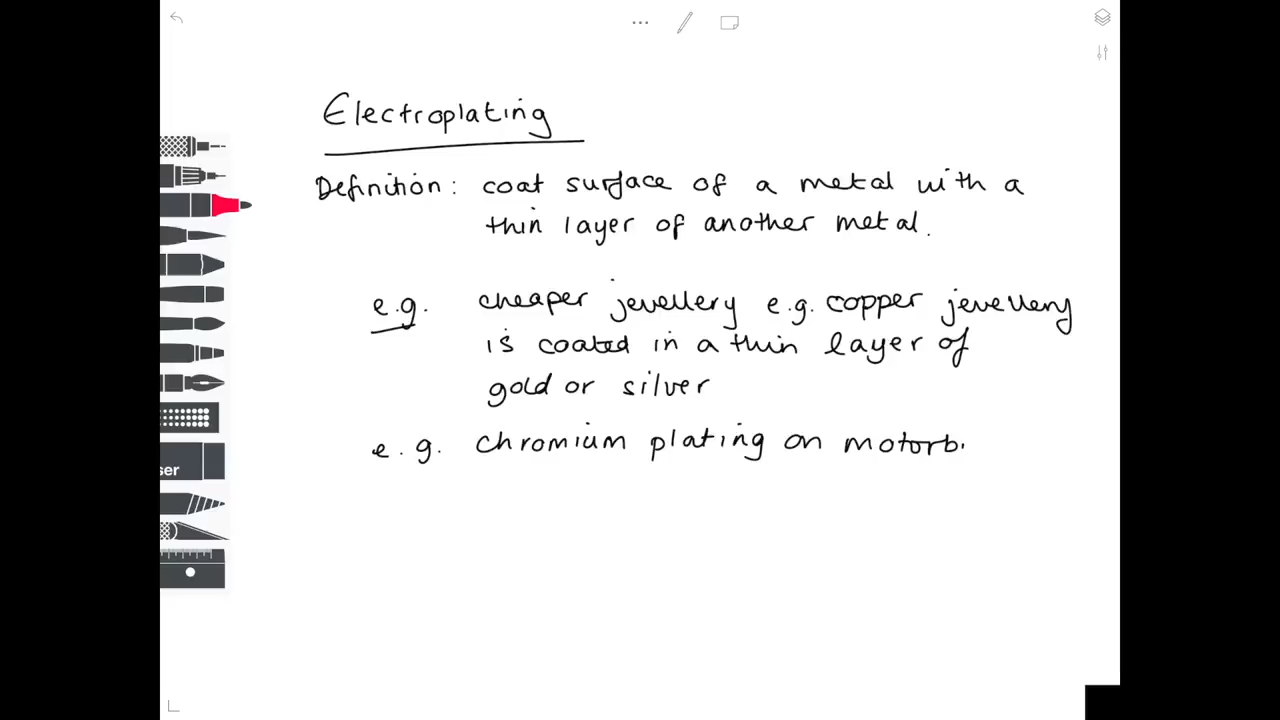 Electroplating
Definition: coat surface of a metal with a
thin layer of another metal.
e.g. cheaper jewellery e.g. copper jewellery
is coated in a thin layer of
gold or silver
e.g. chromium plating on motorb
ser